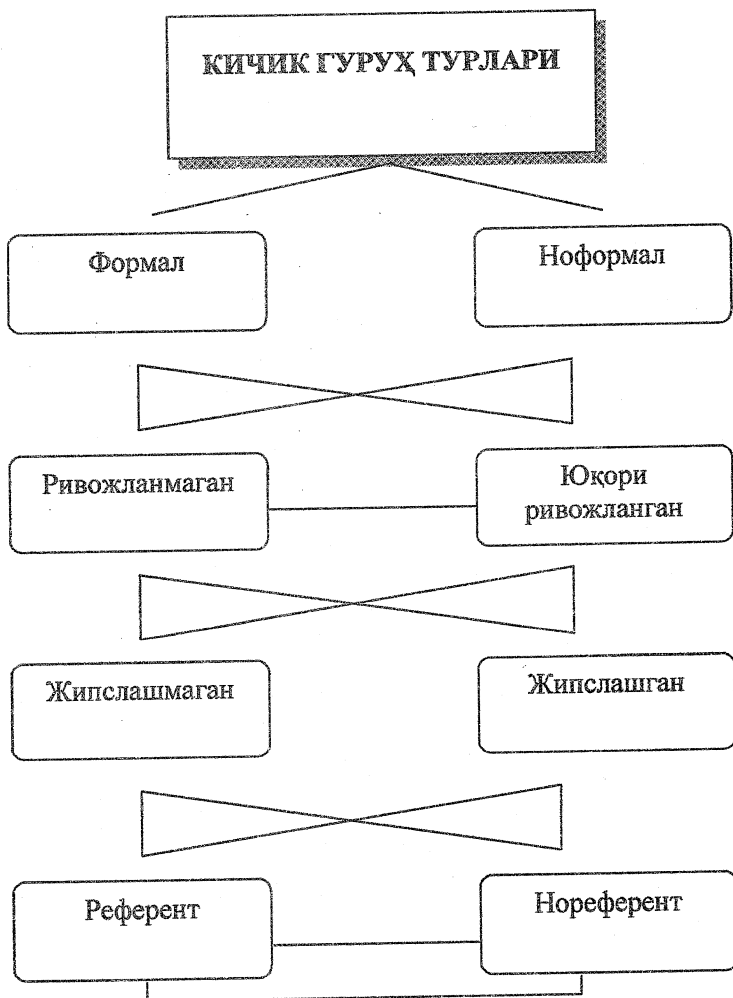 КИЧИК ГУРУҲ ТУРЛАРИ
Формал
Ноформал
Ривожланмаган
Юқори
ривожланган
Жипслашмаган
Жипслашган
Референт
Нореферент